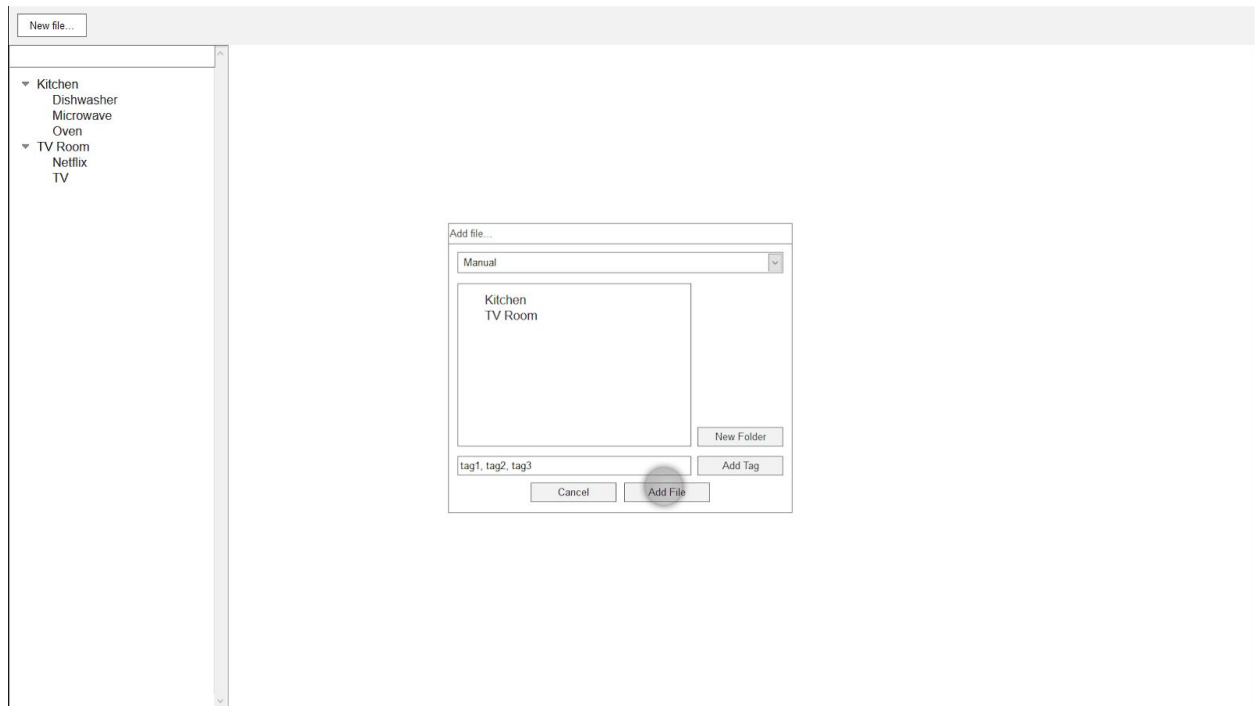 New file...
Kitchen
Dishwasher
Microwave
Oven
TV Room
Netflix
TV
Add file...
Manual
Kitchen
TV Room
New Folder
tag1, tag2, tag3
Add Tag
Cancel
Add File